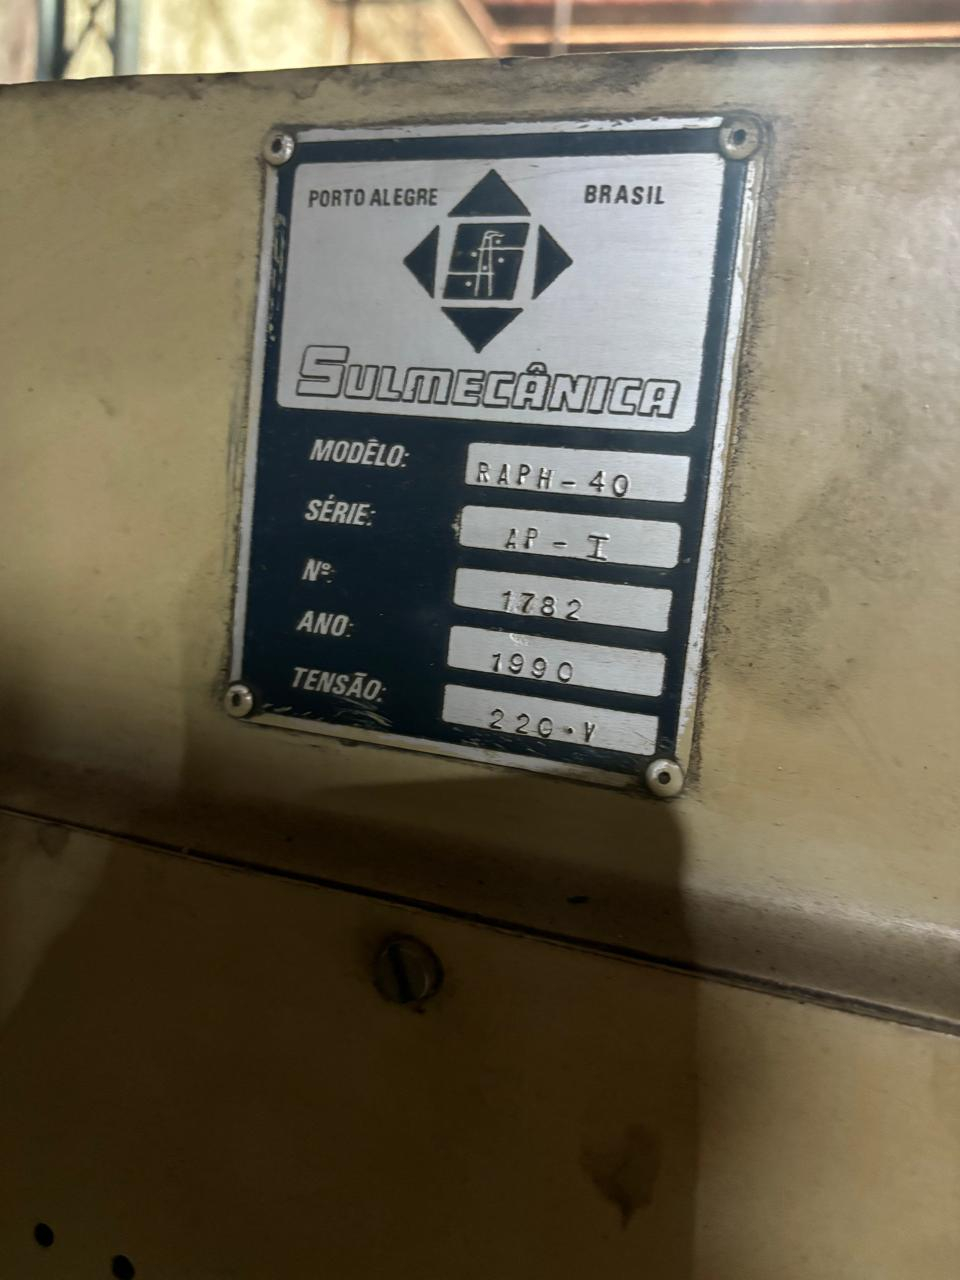 PORTO ALEGRE BRASIL
SULMECÂNICA
MODÊLO: RAPH-40
SÉRIE: AP-I
Nº: 1782
ANO: 1990
TENSÃO: 220·V